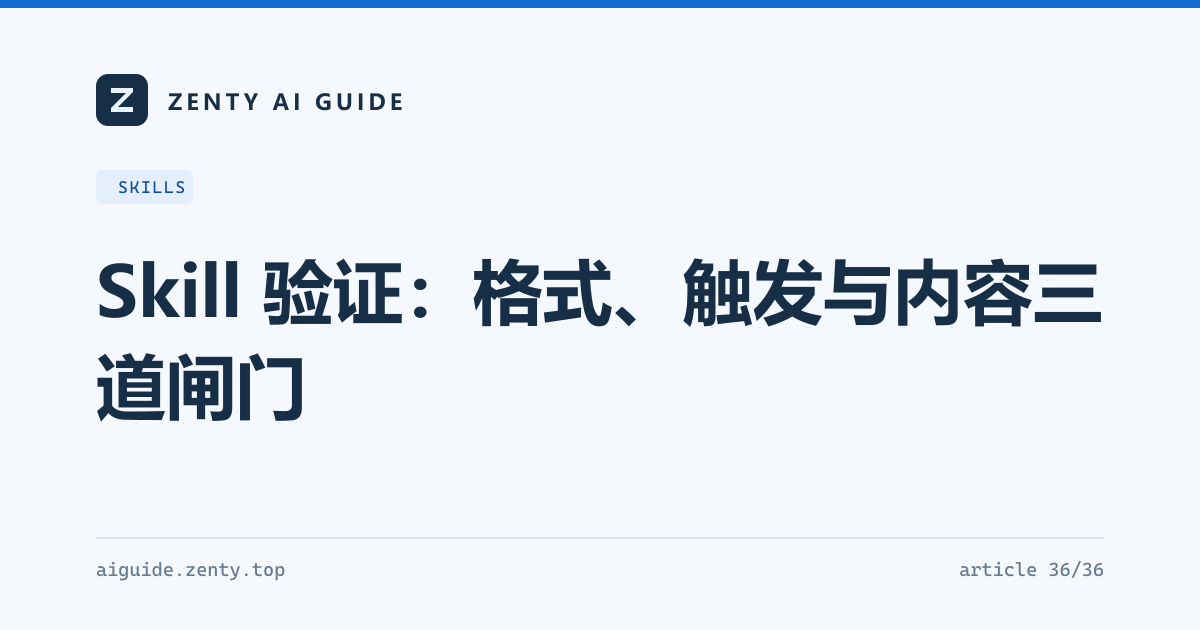 Z
ZENTY AI GUIDE
SKILLS
Skill 验证：格式、触发与内容三
道闸门
aiguide.zenty.top
article 36/36